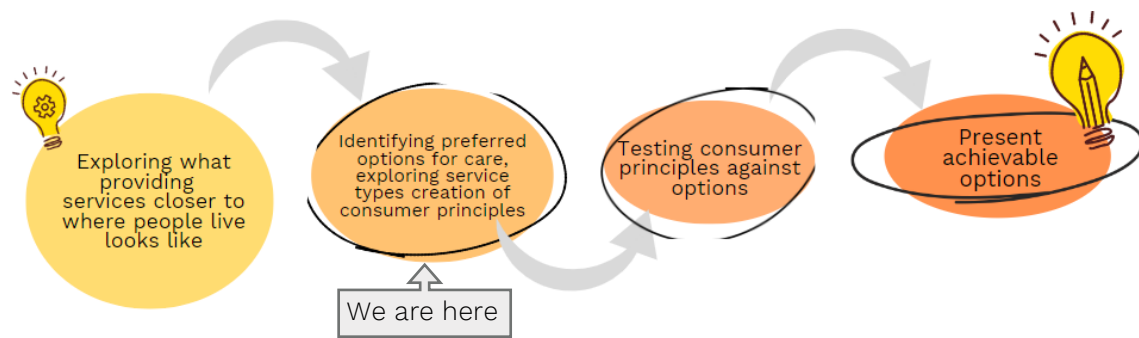 Exploring what
providing
services closer to
where people live
looks like
Identifying preferred
options for care,
exploring service
types creation of
consumer principles
Testing consumer
principles against
options
Present
achievable
options
We are here